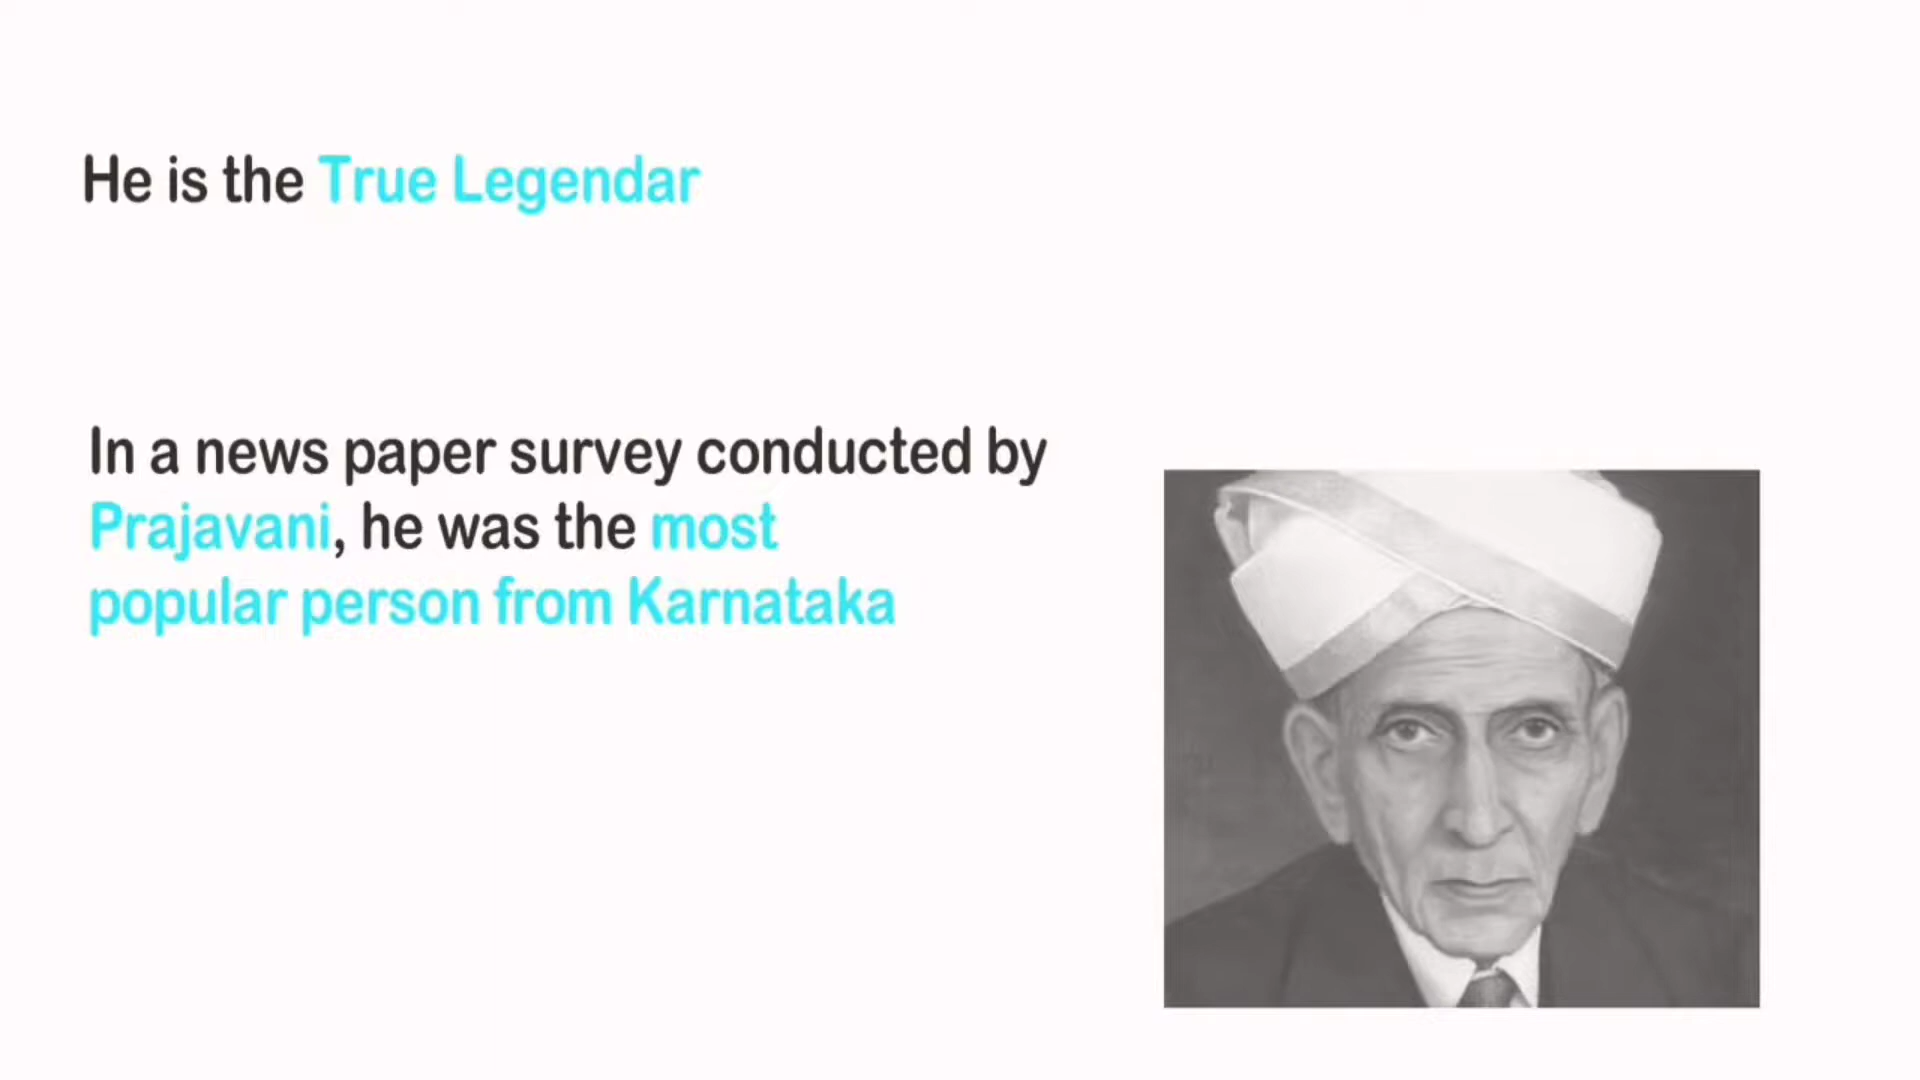 He is the True Legendar
In a news paper survey conducted by
Prajavani, he was the most
popular person from Karnataka